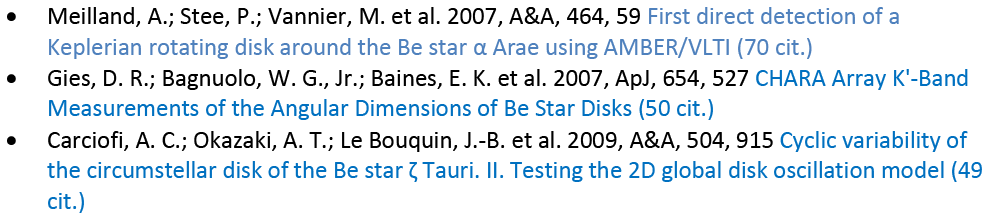 • Meilland, A.; Stee, P.; Vannier, M. et al. 2007, A&A, 464, 59 First direct detection of a
Keplerian rotating disk around the Be star α Arae using AMBER/VLTI (70 cit.)
• Gies, D. R.; Bagnuolo, W. G., Jr.; Baines, E. K. et al. 2007, ApJ, 654, 527 CHARA Array K'-Band
Measurements of the Angular Dimensions of Be Star Disks (50 cit.)
• Carciofi, A. C.; Okazaki, A. T.; Le Bouquin, J.-B. et al. 2009, A&A, 504, 915 Cyclic variability of
the circumstellar disk of the Be star ζ Tauri. II. Testing the 2D global disk oscillation model (49
cit.)